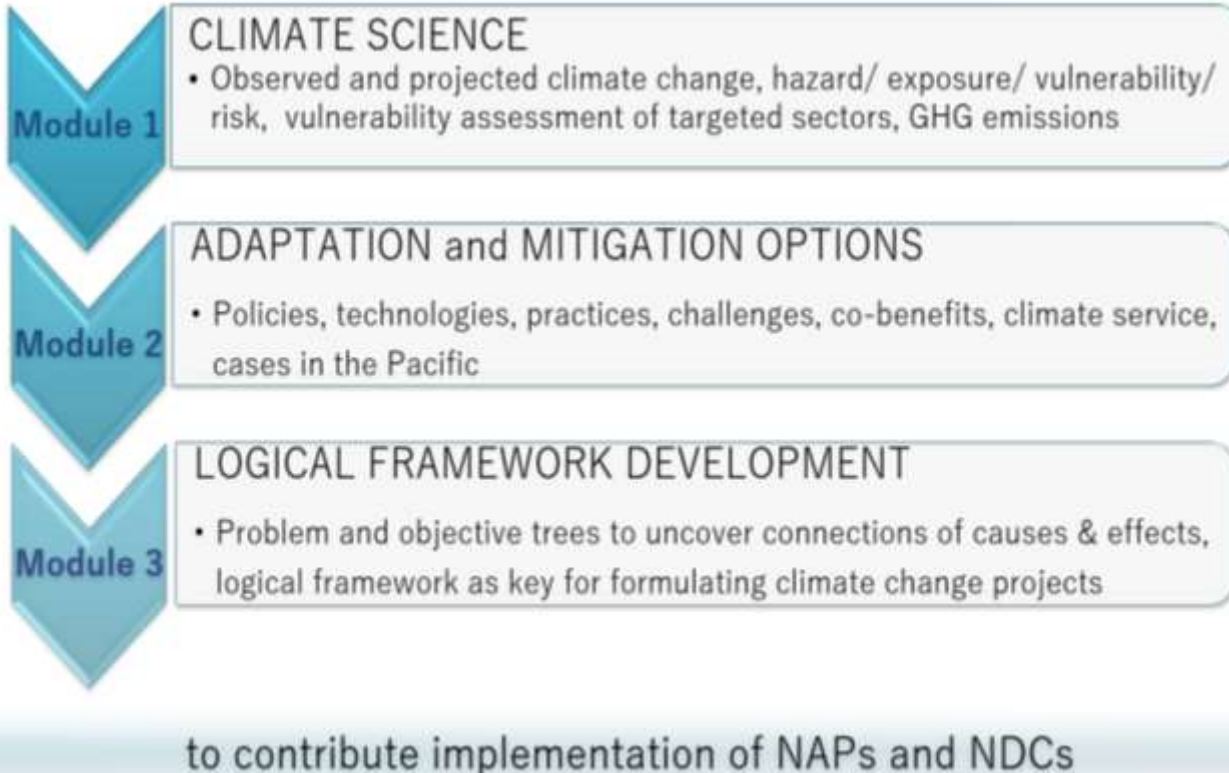 Module 1
CLIMATE SCIENCE
• Observed and projected climate change, hazard/ exposure/ vulnerability/
risk, vulnerability assessment of targeted sectors, GHG emissions
Module 2
ADAPTATION and MITIGATION OPTIONS
• Policies, technologies, practices, challenges, co-benefits, climate service,
cases in the Pacific
Module 3
LOGICAL FRAMEWORK DEVELOPMENT
• Problem and objective trees to uncover connections of causes & effects,
logical framework as key for formulating climate change projects
to contribute implementation of NAPs and NDCs